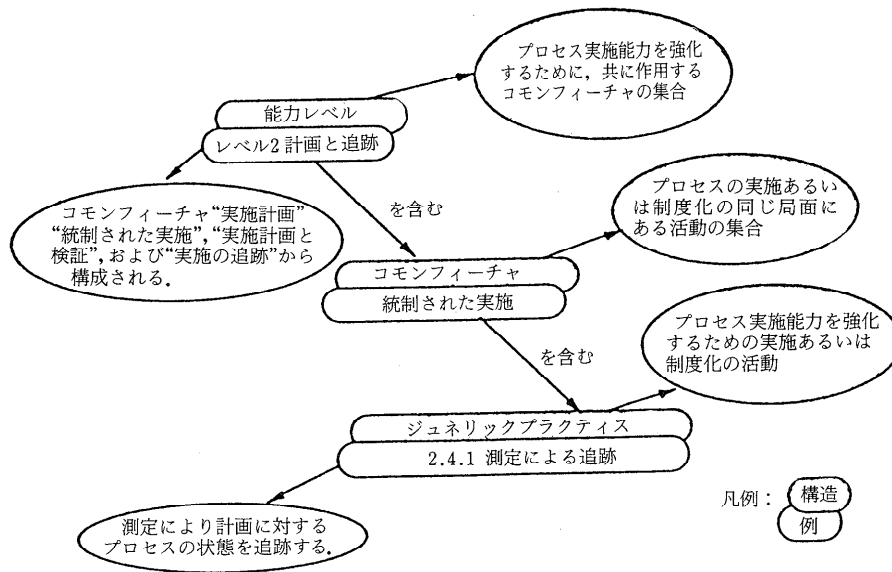 プロセス実施能力を強化
するために，共に作用する
コモンフィーチャの集合
能力レベル
レベル2 計画と追跡
コモンフィーチャ“実施計画”
“統制された実施”，“実施計画と
検証”，および“実施の追跡”から
構成される．
を含む
プロセスの実施あるい
は制度化の同じ局面に
ある活動の集合
コモンフィーチャ
統制された実施
を含む
プロセス実施能力を強化
するための実施あるいは
制度化の活動
ジュネリックプラクティス
2.4.1 測定による追跡
測定により計画に対する
プロセスの状態を追跡する．
凡例： 構造
例